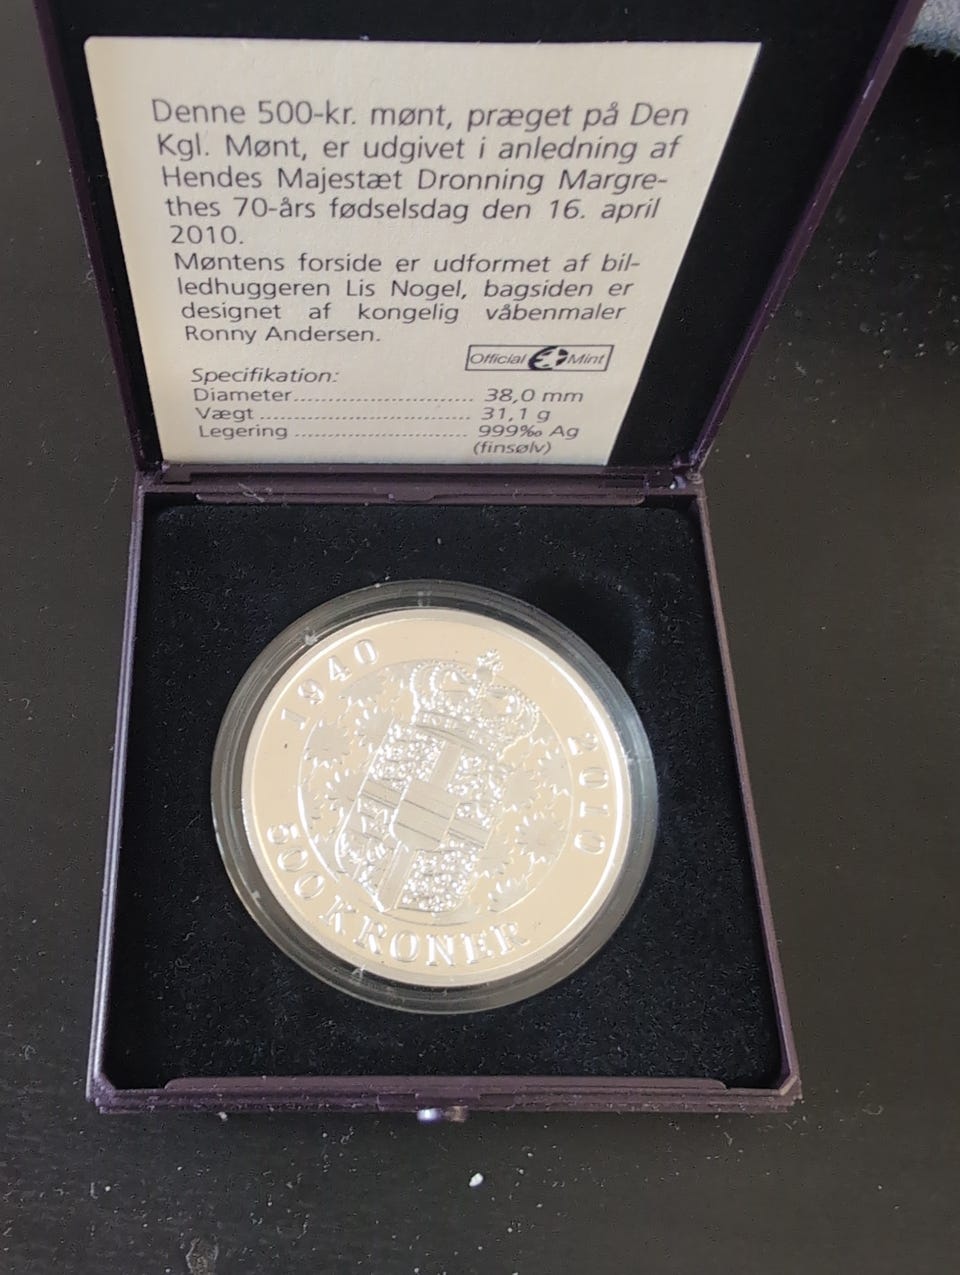 Denne 500-kr. mønt, præget på Den
Kgl. Mønt, er udgivet i anledning af
Hendes Majestæt Dronning Margre-
thes 70-års fødselsdag den 16. april
2010.
Møntens forside er udformet af bil-
ledhuggeren Lis Nogel, bagsiden er
designet af kongelig våbenmaler
Ronny Andersen.
Official Mint
Specifikation:
Diameter........................... 38,0 mm
Vægt ................................ 31,1 g
Legering .......................... 999‰ Ag
(finsølv)
1940
2010
500 KRONER